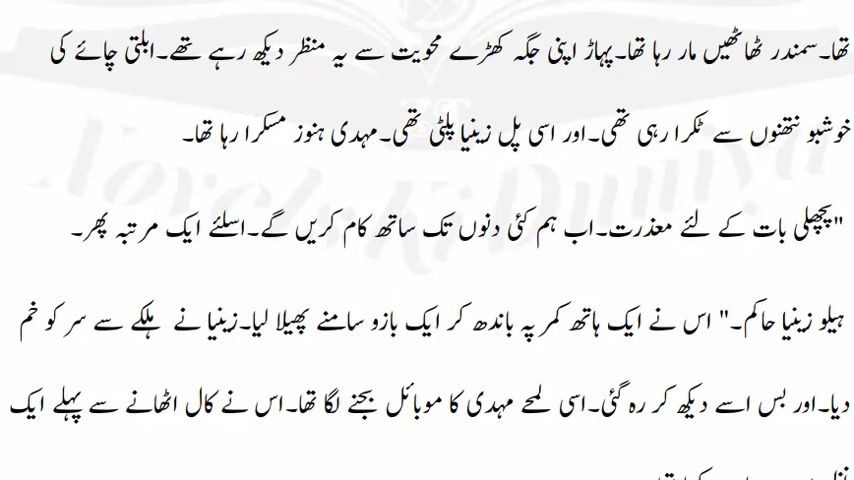 تھا۔سمندر ٹھاٹھیں مار رہا تھا۔پہاڑ اپنی جگہ کھڑے محویت سے یہ منظر دیکھ رہے تھے۔ابلتی چائے کی
خوشبو نتھنوں سے ٹکرا رہی تھی۔اور اسی پل زینیا پلٹی تھی۔مہدی ہنوز مسکرا رہا تھا۔
"پچھلی بات کے لئے معذرت۔اب ہم کئی دنوں تک ساتھ کام کریں گے۔اسلئے ایک مرتبہ پھر۔
ہیلو زینیا حاکم۔" اس نے ایک ہاتھ کمر پہ باندھ کر ایک بازو سامنے پھیلا لیا۔زینیا نے ہلکے سے سر کو خم
دیا۔اور بس اسے دیکھ کر رہ گئی۔اسی لمحے مہدی کا موبائل بجنے لگا تھا۔اس نے کال اٹھانے سے پہلے ایک
Novels Ki Duniya